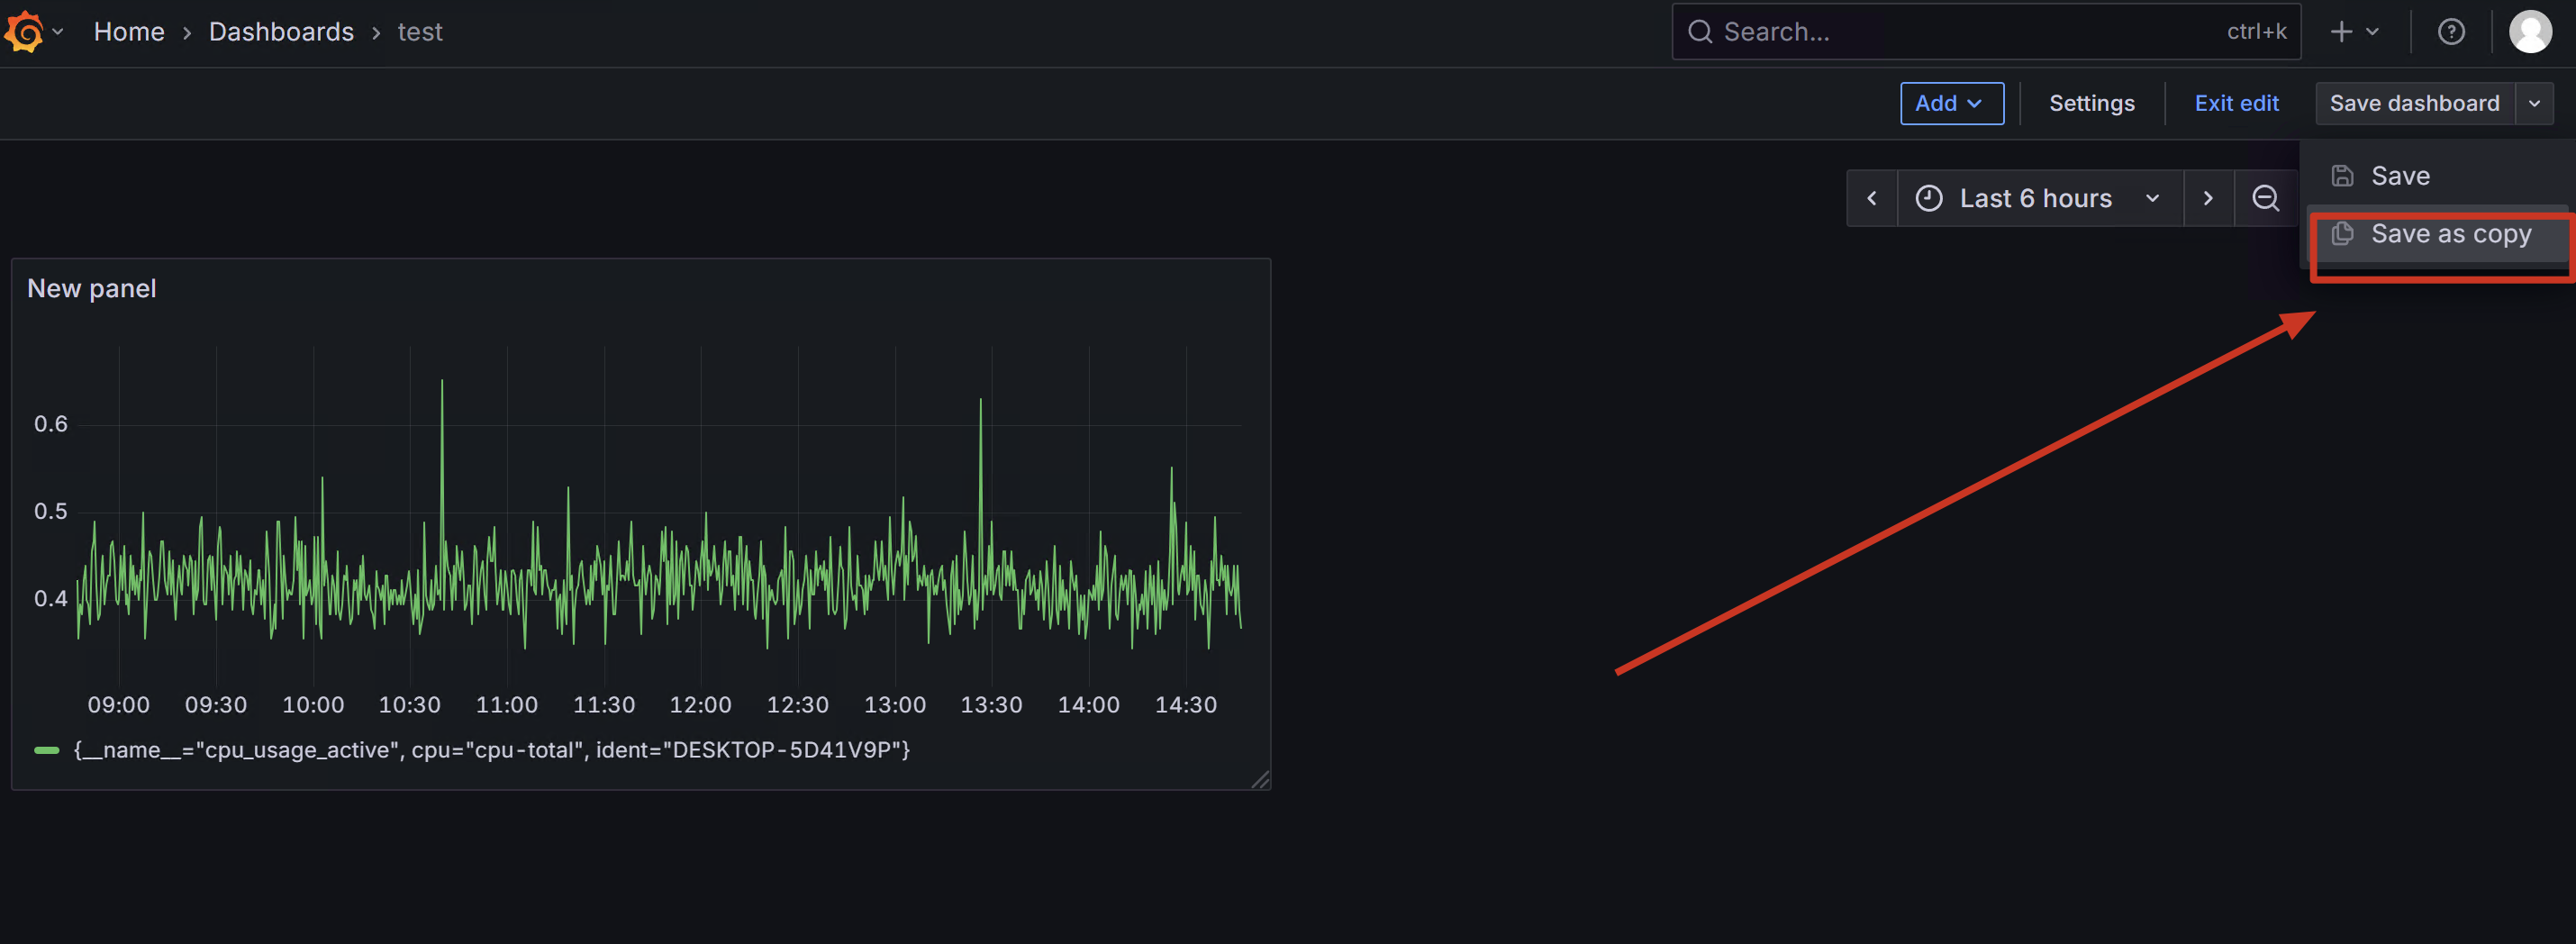 Home › Dashboards › test Search... ctrl+k
Add Settings Exit edit Save dashboard
Save
Last 6 hours
Save as copy
New panel
0.6
0.5
0.4
09:00 09:30 10:00 10:30 11:00 11:30 12:00 12:30 13:00 13:30 14:00 14:30
{__name__="cpu_usage_active", cpu="cpu-total", ident="DESKTOP-5D41V9P"}